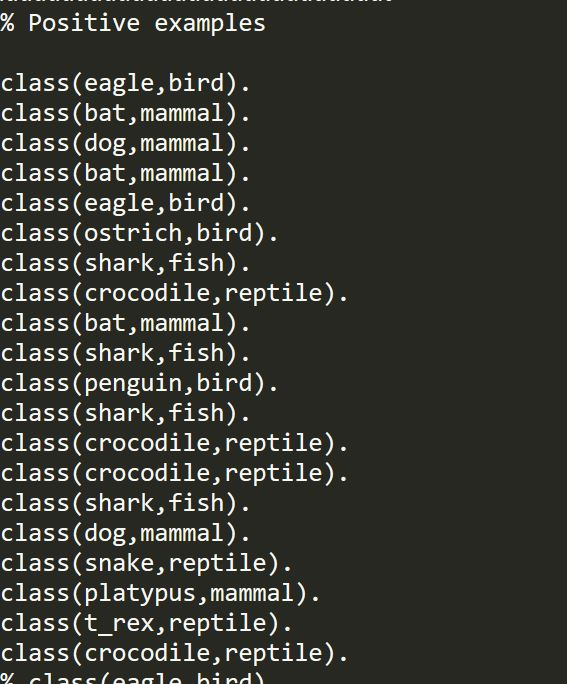 % Positive examples
class(eagle,bird).
class(bat,mammal).
class(dog,mammal).
class(bat,mammal).
class(eagle,bird).
class(ostrich,bird).
class(shark,fish).
class(crocodile,reptile).
class(bat,mammal).
class(shark,fish).
class(penguin,bird).
class(shark,fish).
class(crocodile,reptile).
class(crocodile,reptile).
class(shark,fish).
class(dog,mammal).
class(snake,reptile).
class(platypus,mammal).
class(t_rex,reptile).
class(crocodile,reptile).
% class(eagle,bird)